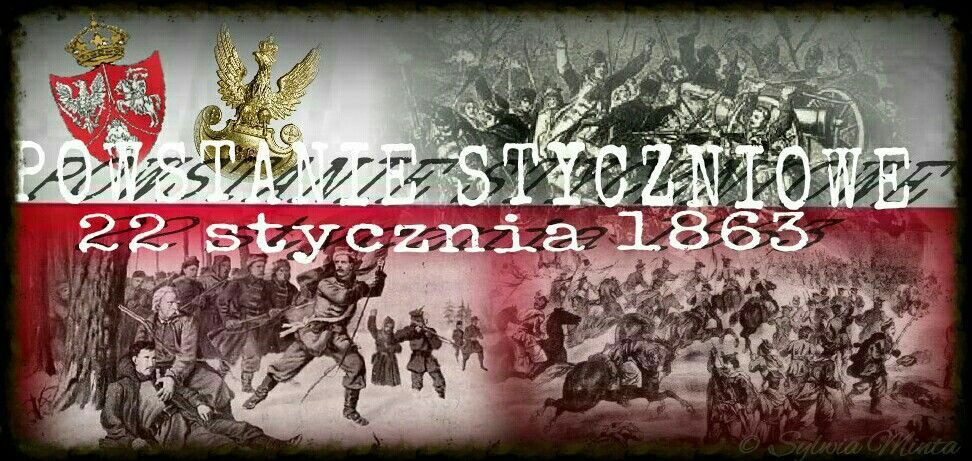 POWSTANIE STYCZNIOWE
22 stycznia 1863
© Sylwia Minta